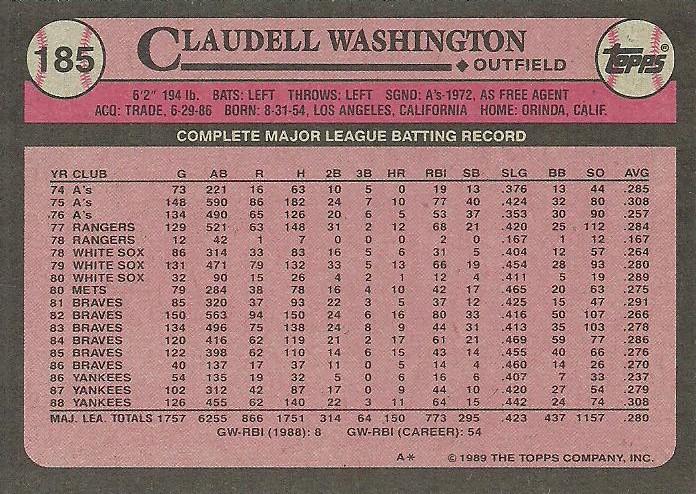 185
CLAUDELL WASHINGTON
◆ OUTFIELD
TOPPS®
6'2" 194 lb. BATS: LEFT THROWS: LEFT SGND: A's-1972, AS FREE AGENT
ACQ: TRADE, 6-29-86 BORN: 8-31-54, LOS ANGELES, CALIFORNIA HOME: ORINDA, CALIF.
COMPLETE MAJOR LEAGUE BATTING RECORD
YR CLUB G AB R H 2B 3B HR RBI SB SLG BB SO AVG
74 A's 73 221 16 63 10 5 0 19 13 .376 13 44 .285
75 A's 148 590 86 182 24 7 10 77 40 .424 32 80 .308
76 A's 134 490 65 126 20 6 5 53 37 .353 30 90 .257
77 RANGERS 129 521 63 148 31 2 12 68 21 .420 25 112 .284
78 RANGERS 12 42 1 7 0 0 0 2 0 .167 1 12 .167
78 WHITE SOX 86 314 33 83 16 5 6 31 5 .404 12 57 .264
79 WHITE SOX 131 471 79 132 33 5 13 66 19 .454 28 93 .280
80 WHITE SOX 32 90 15 26 4 2 1 12 4 .411 5 19 .289
80 METS 79 284 38 78 16 4 10 42 17 .465 20 63 .275
81 BRAVES 85 320 37 93 22 3 5 37 12 .425 15 47 .291
82 BRAVES 150 563 94 150 24 6 16 80 33 .416 50 107 .266
83 BRAVES 134 496 75 138 24 8 9 44 31 .413 35 103 .278
84 BRAVES 120 416 62 119 21 2 17 61 21 .469 59 77 .286
85 BRAVES 122 398 62 110 14 6 15 43 14 .455 40 66 .276
86 BRAVES 40 137 17 37 11 0 5 14 4 .460 14 26 .270
86 YANKEES 54 135 19 32 5 0 6 16 6 .407 7 33 .237
87 YANKEES 102 312 42 87 17 0 9 44 10 .420 27 54 .279
88 YANKEES 126 455 62 140 22 3 11 64 15 .442 24 74 .308
MAJ. LEA. TOTALS 1757 6255 866 1751 314 64 150 773 295 .423 437 1157 .280
GW-RBI (1988): 8 GW-RBI (CAREER): 54
A* © 1989 THE TOPPS COMPANY, INC.